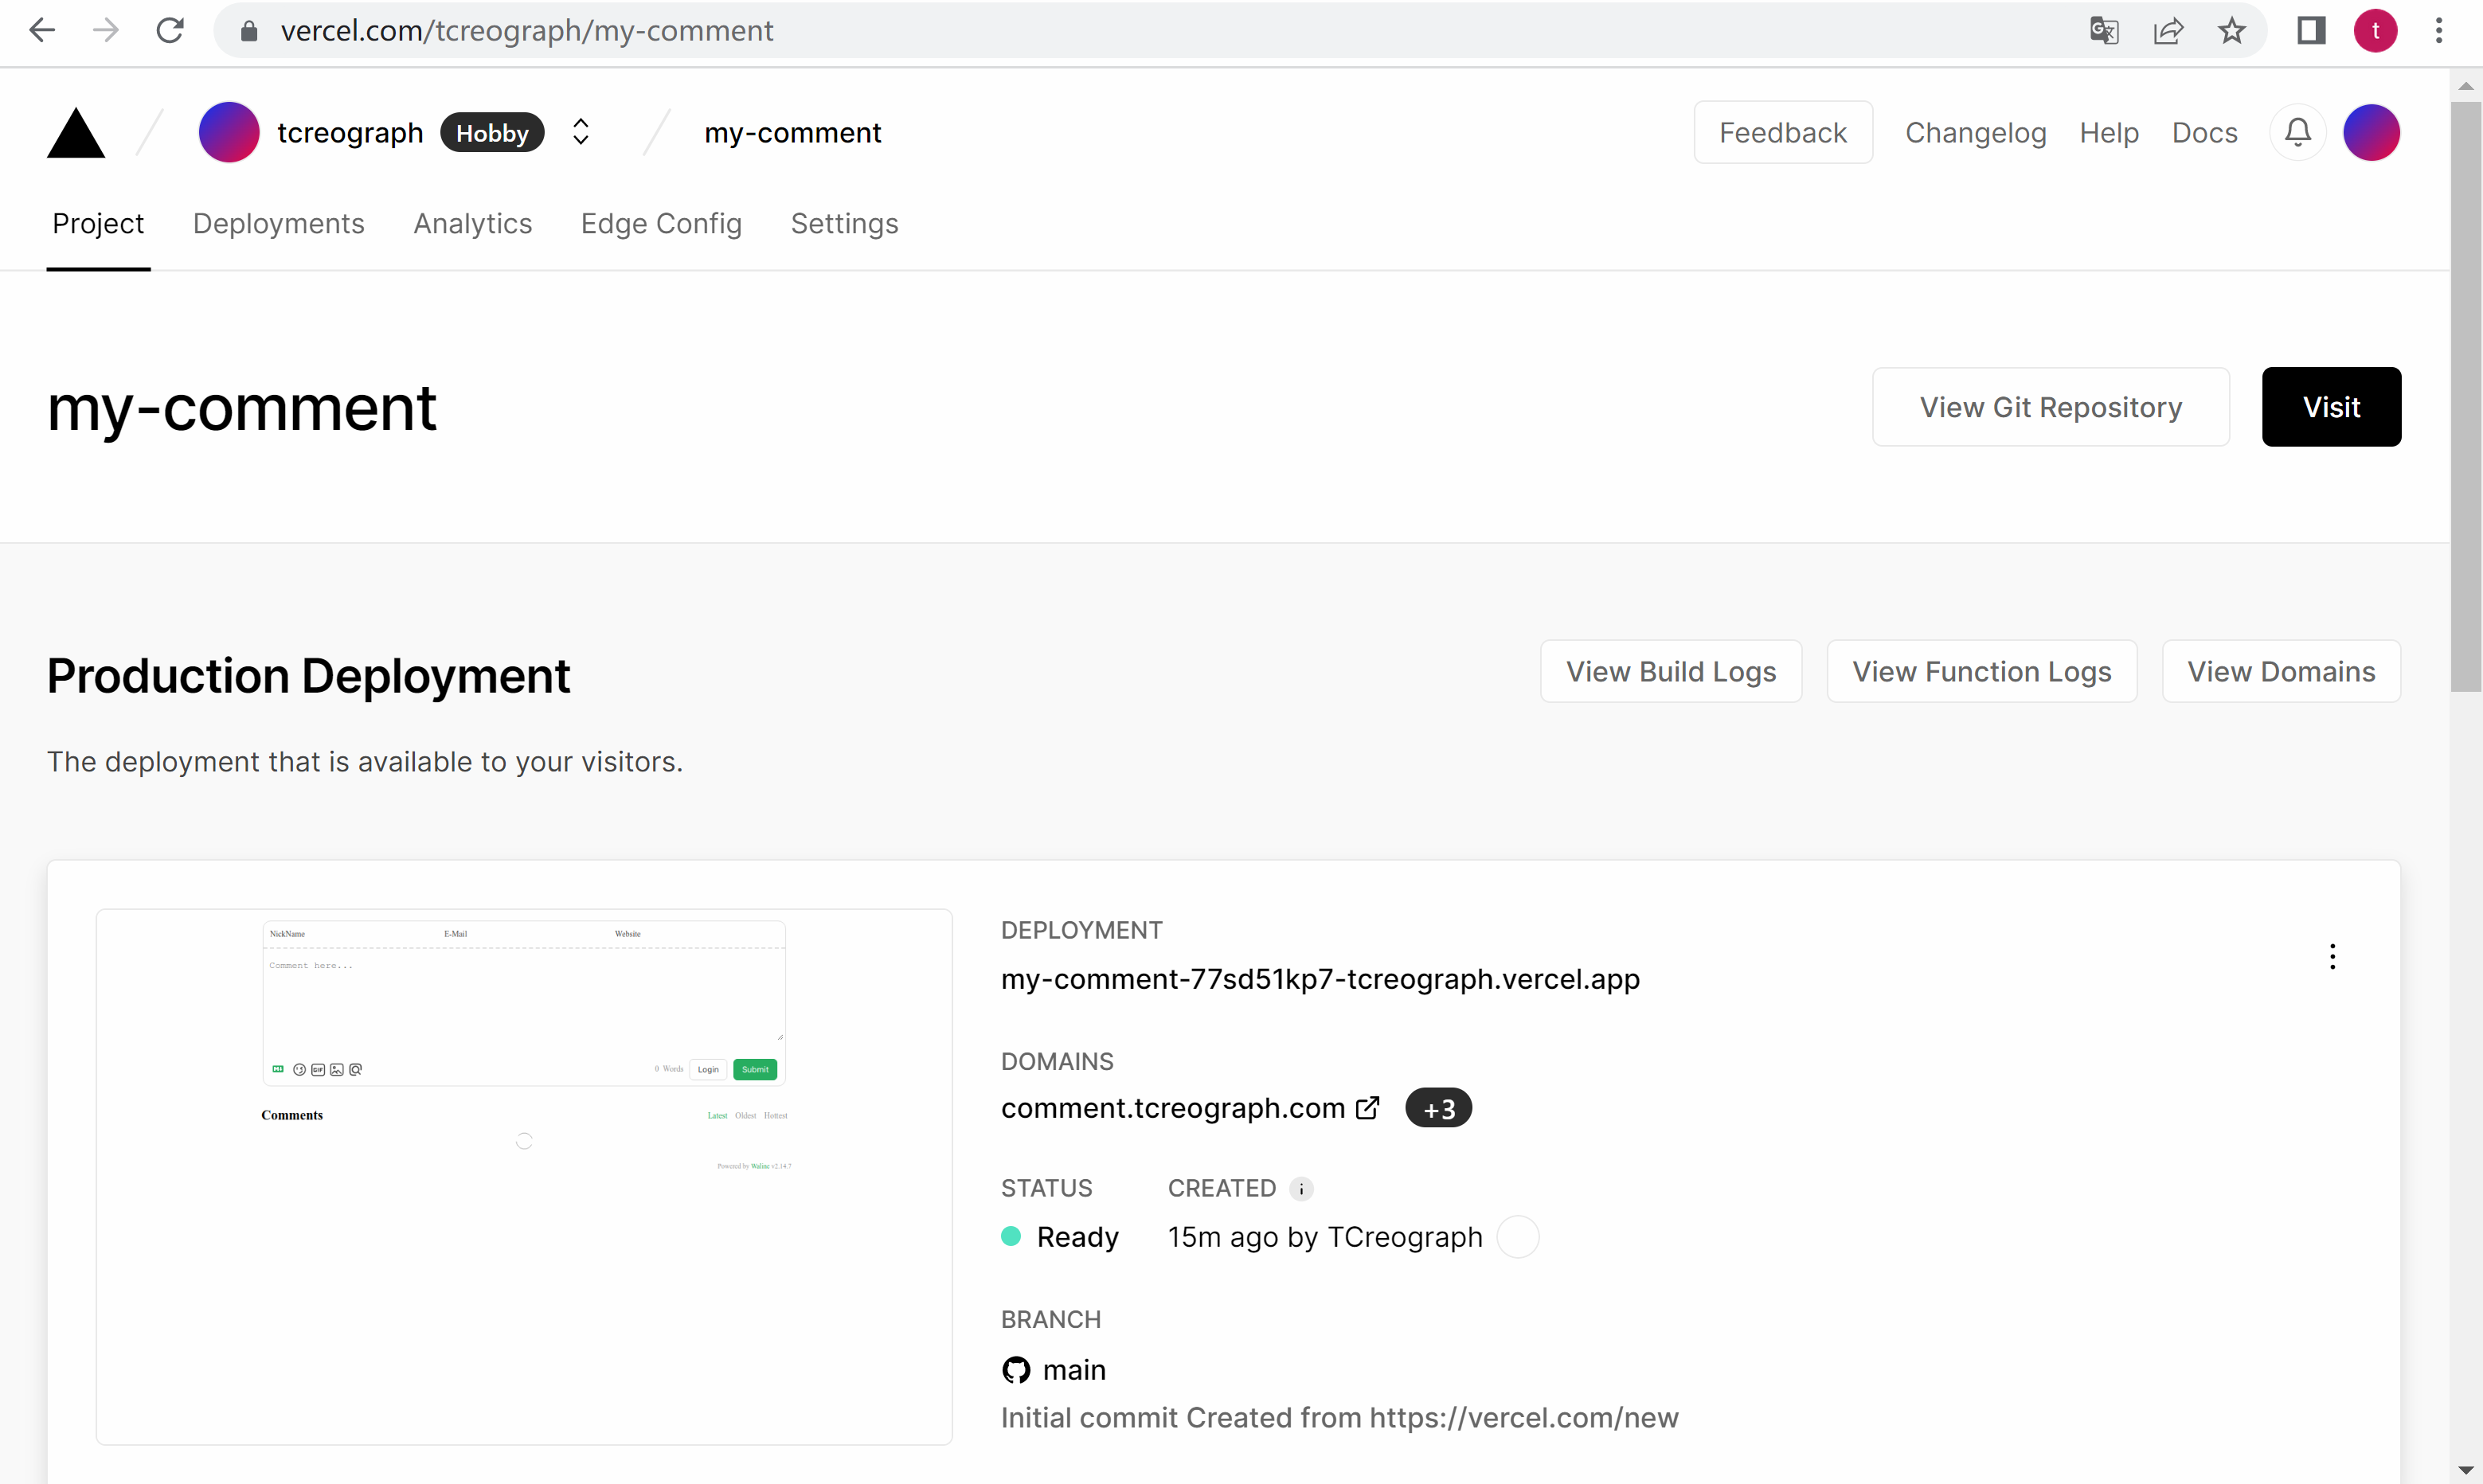 vercel.com/tcreograph/my-comment
t
tcreograph Hobby my-comment
Feedback Changelog Help Docs
Project Deployments Analytics Edge Config Settings
my-comment
View Git Repository Visit
Production Deployment
View Build Logs View Function Logs View Domains
The deployment that is available to your visitors.
NickName E-Mail Website
Comment here...
M↓ GIF 0 Words Login Submit
Comments Latest Oldest Hottest
Powered by Waline v2.14.7
DEPLOYMENT
my-comment-77sd51kp7-tcreograph.vercel.app
DOMAINS
comment.tcreograph.com +3
STATUS CREATED i
Ready 15m ago by TCreograph
BRANCH
main
Initial commit Created from https://vercel.com/new